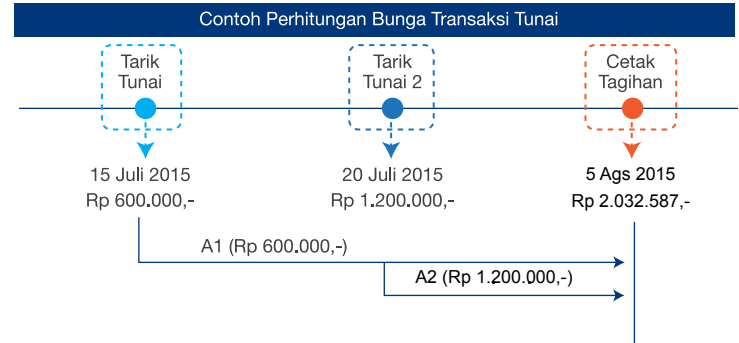 Contoh Perhitungan Bunga Transaksi Tunai
Tarik
Tunai
Tarik
Tunai 2
Cetak
Tagihan
15 Juli 2015
Rp 600.000,-
20 Juli 2015
Rp 1.200.000,-
5 Ags 2015
Rp 2.032.587,-
A1 (Rp 600.000,-)
A2 (Rp 1.200.000,-)